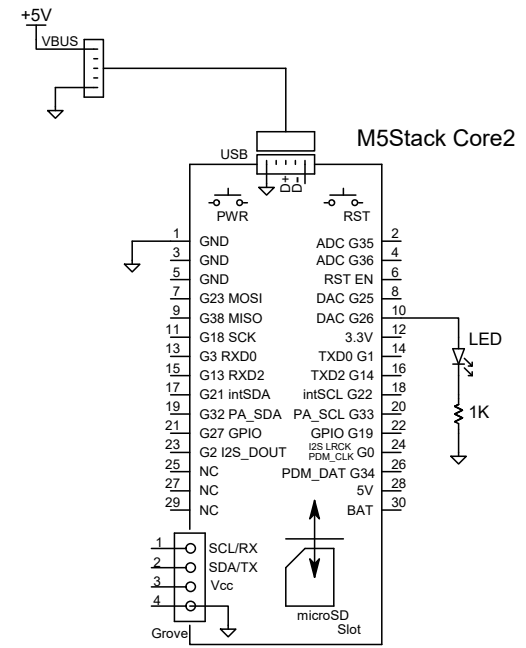 +5V
VBUS
M5Stack Core2
USB
D+
D-
PWR
RST
1 GND ADC G35 2
3 GND ADC G36 4
5 GND RST EN 6
7 G23 MOSI DAC G25 8
9 G38 MISO DAC G26 10
11 G18 SCK 3.3V 12
LED
13 G3 RXD0 TXD0 G1 14
15 G13 RXD2 TXD2 G14 16
17 G21 intSDA intSCL G22 18
19 G32 PA_SDA PA_SCL G33 20
1K
21 G27 GPIO GPIO G19 22
23 G2 I2S_DOUT I2S LRCK PDM_CLK G0 24
25 NC PDM_DAT G34 26
27 NC 5V 28
29 NC BAT 30
1 SCL/RX
2 SDA/TX
3 Vcc
4
microSD
Slot
Grove